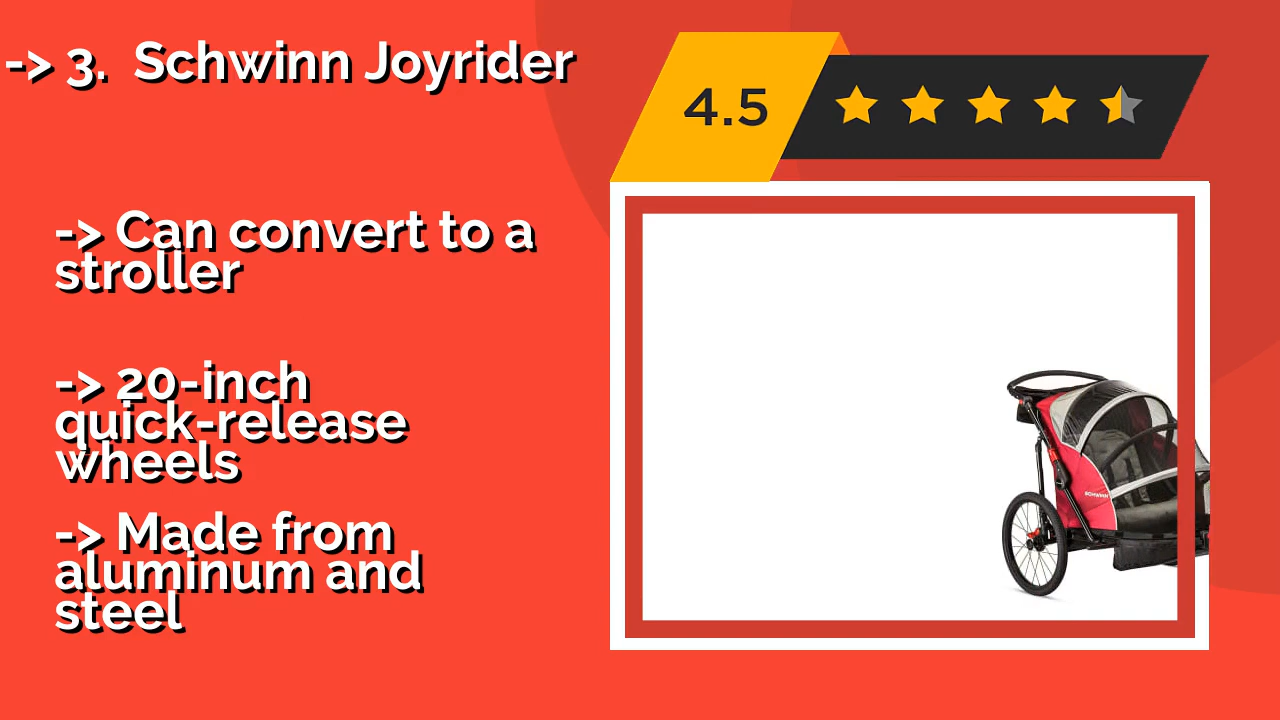 -> 3. Schwinn Joyrider
4.5
-> Can convert to a
stroller
-> 20-inch
quick-release
wheels
-> Made from
aluminum and
steel
SCHWINN